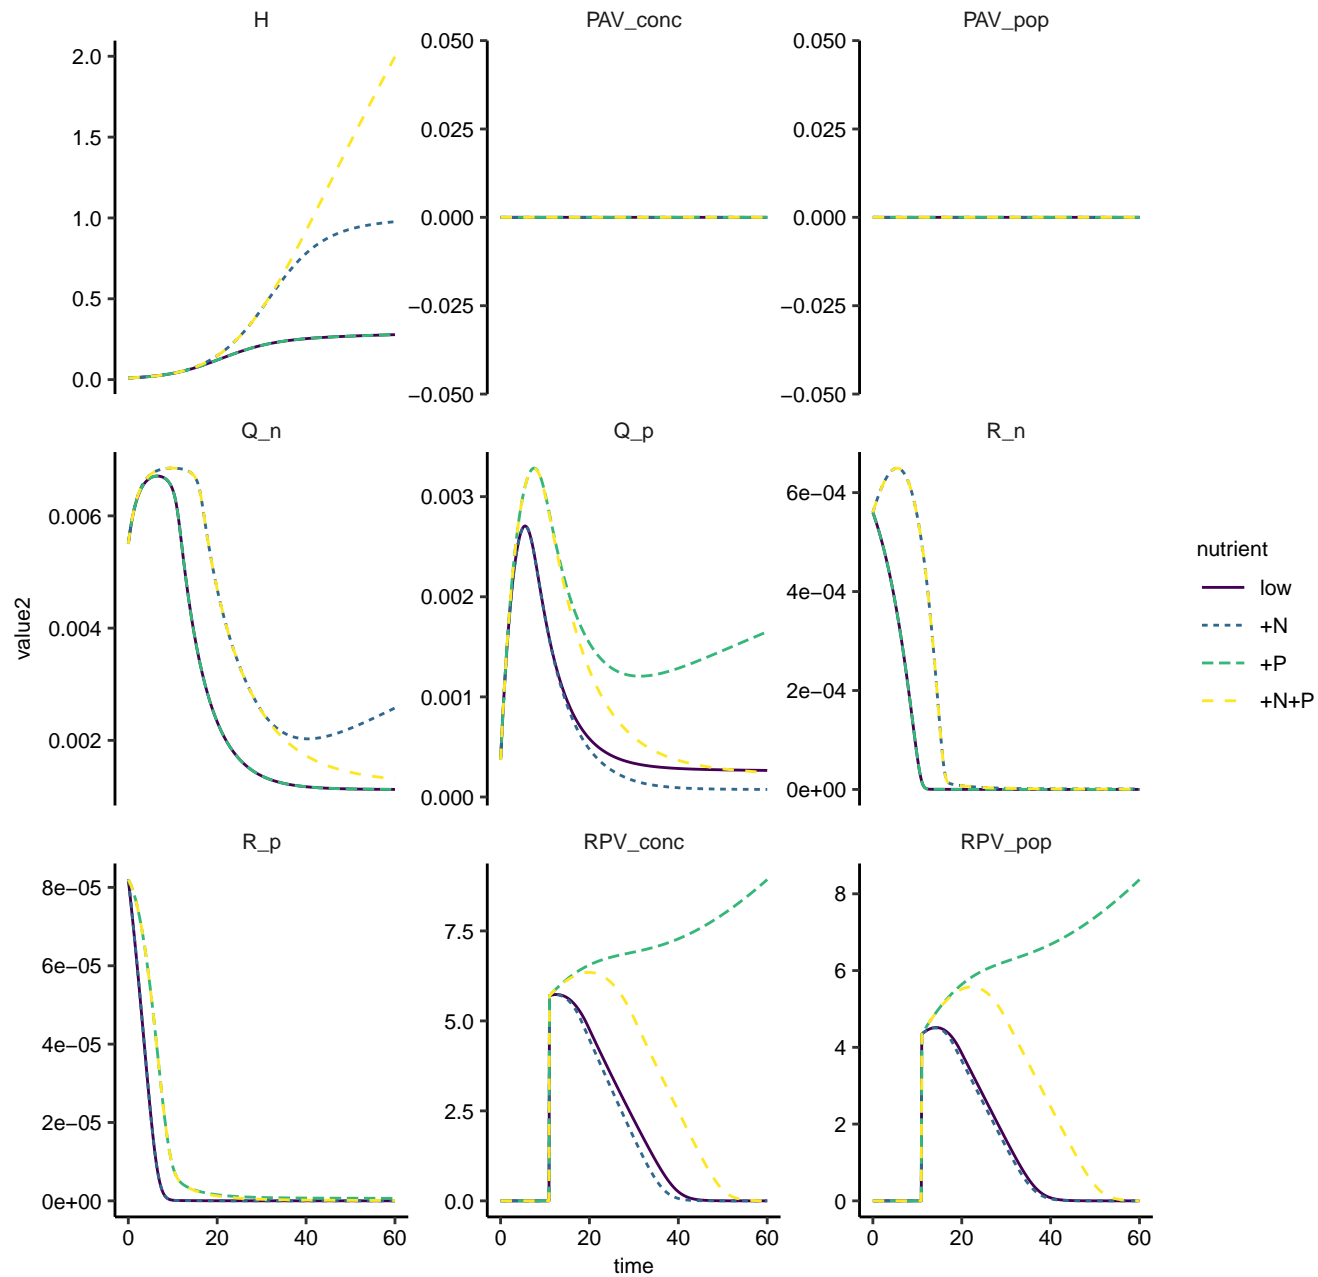 H
PAV_conc
PAV_pop
2.0
1.5
1.0
0.5
0.0
0.050
0.025
0.000
−0.025
−0.050
0.050
0.025
0.000
−0.025
−0.050
Q_n
Q_p
R_n
0.006
0.004
0.002
0.003
0.002
0.001
0.000
6e−04
4e−04
2e−04
0e+00
value2
nutrient
low
+N
+P
+N+P
R_p
RPV_conc
RPV_pop
8e−05
6e−05
4e−05
2e−05
0e+00
7.5
5.0
2.5
0.0
8
6
4
2
0
0 20 40 60
0 20 40 60
0 20 40 60
time